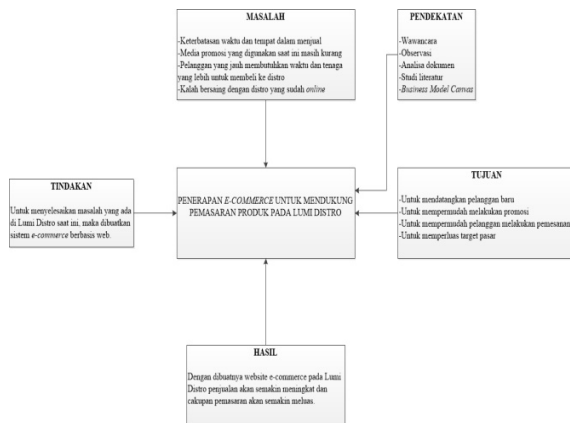 MASALAH
-Keterbatasan waktu dan tempat dalam menjual
-Media promosi yang digunakan saat ini masih kurang
-Pelanggan yang jauh membutuhkan waktu dan tenaga
yang lebih untuk membeli ke distro
-Kalah bersaing dengan distro yang sudah online
PENDEKATAN
-Wawancara
-Observasi
-Analisa dokumen
-Studi literatur
-Business Model Canvas
TINDAKAN
Untuk menyelesaikan masalah yang ada
di Lumi Distro saat ini, maka dibuatkan
sistem e-commerce berbasis web.
PENERAPAN E-COMMERCE UNTUK MENDUKUNG
PEMASARAN PRODUK PADA LUMI DISTRO
TUJUAN
-Untuk mendatangkan pelanggan baru
-Untuk mempermudah melakukan promosi
-Untuk mempermudah pelanggan melakukan pemesanan
-Untuk memperluas target pasar
HASIL
Dengan dibuatnya website e-commerce pada Lumi
Distro penjualan akan semakin meningkat dan
cakupan pemasaran akan semakin meluas.